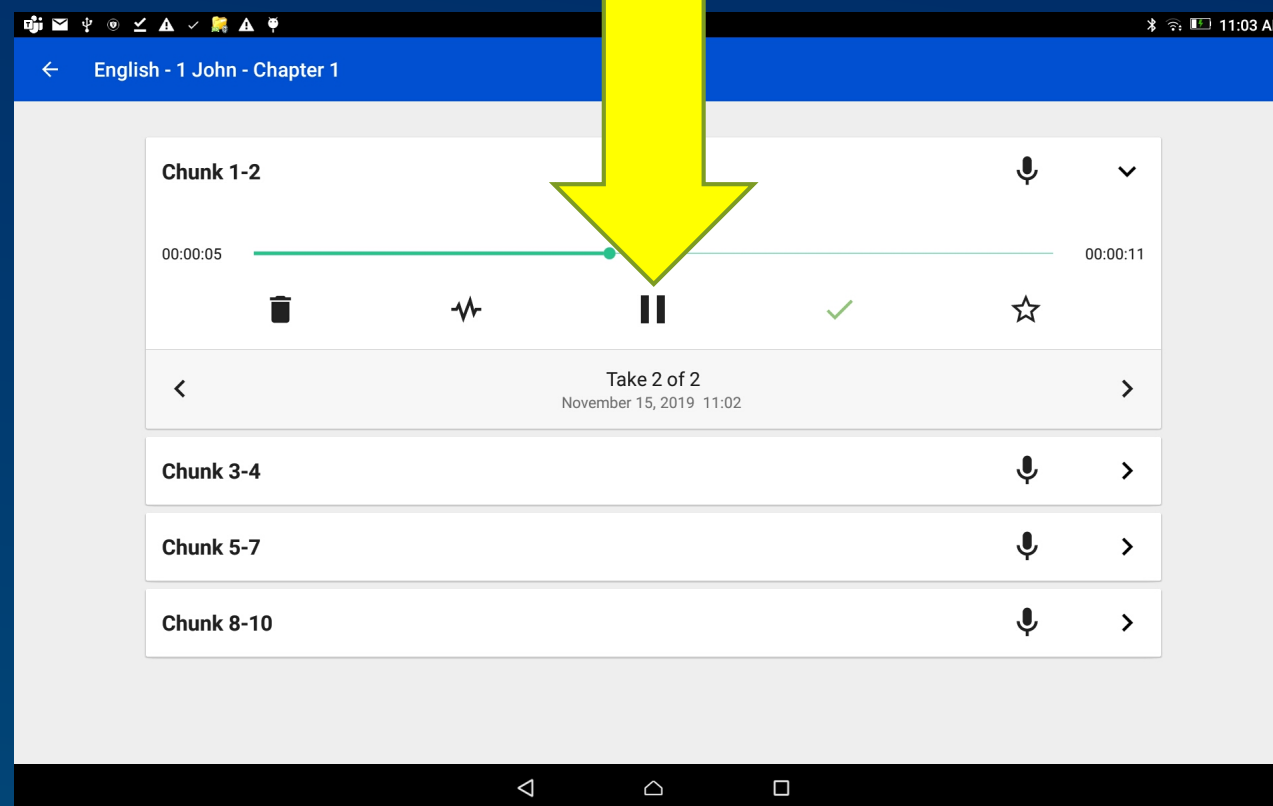 11:03 A
English - 1 John - Chapter 1
Chunk 1-2
00:00:05
00:00:11
Take 2 of 2
November 15, 2019 11:02
Chunk 3-4
Chunk 5-7
Chunk 8-10